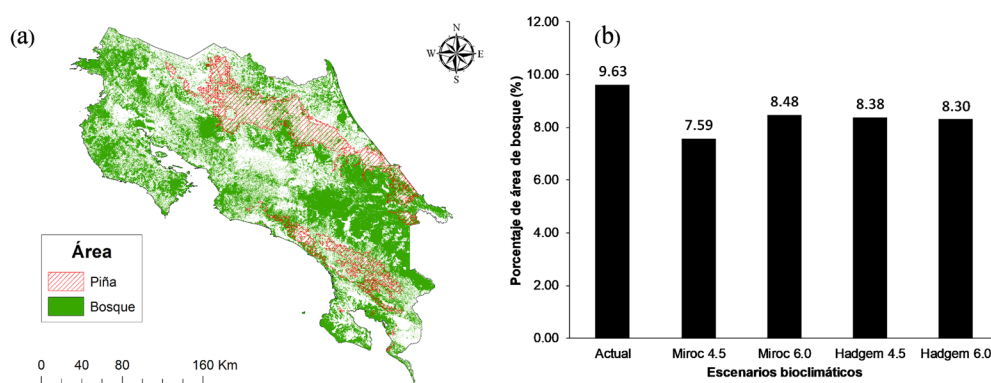 (a)
N
W E
S
Área
Piña
Bosque
0 40 80 160 Km
(b)
Porcentaje de área de bosque (%)
12.00
10.00
8.00
6.00
4.00
2.00
0.00
9.63
7.59
8.48
8.38
8.30
Actual Miroc 4.5 Miroc 6.0 Hadgem 4.5 Hadgem 6.0
Escenarios bioclimáticos